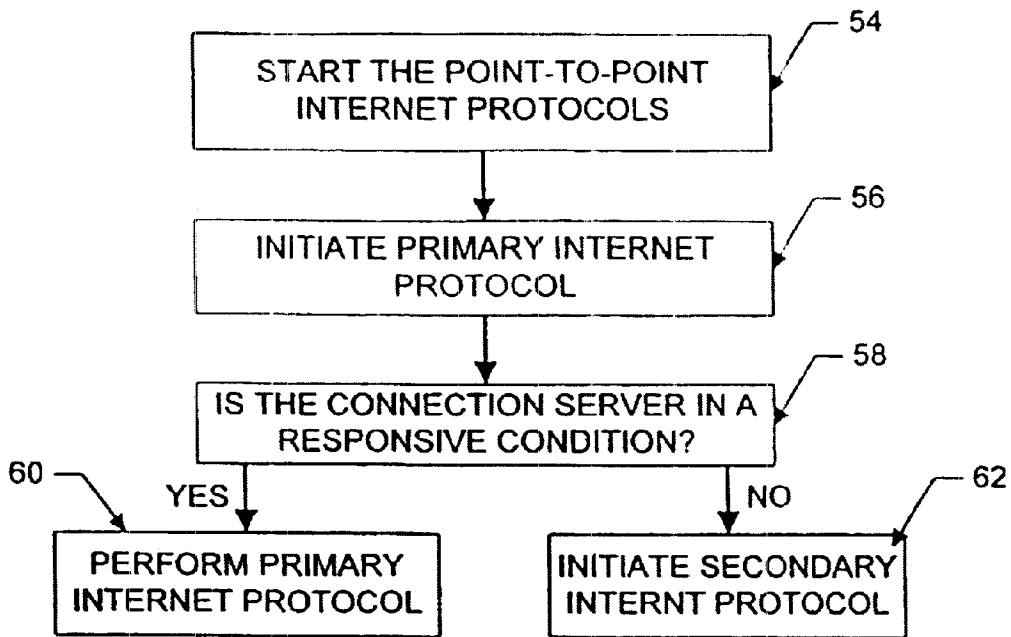 54
START THE POINT-TO-POINT
INTERNET PROTOCOLS
56
INITIATE PRIMARY INTERNET
PROTOCOL
58
IS THE CONNECTION SERVER IN A
RESPONSIVE CONDITION?
60
YES
NO
62
PERFORM PRIMARY
INTERNET PROTOCOL
INITIATE SECONDARY
INTERNT PROTOCOL